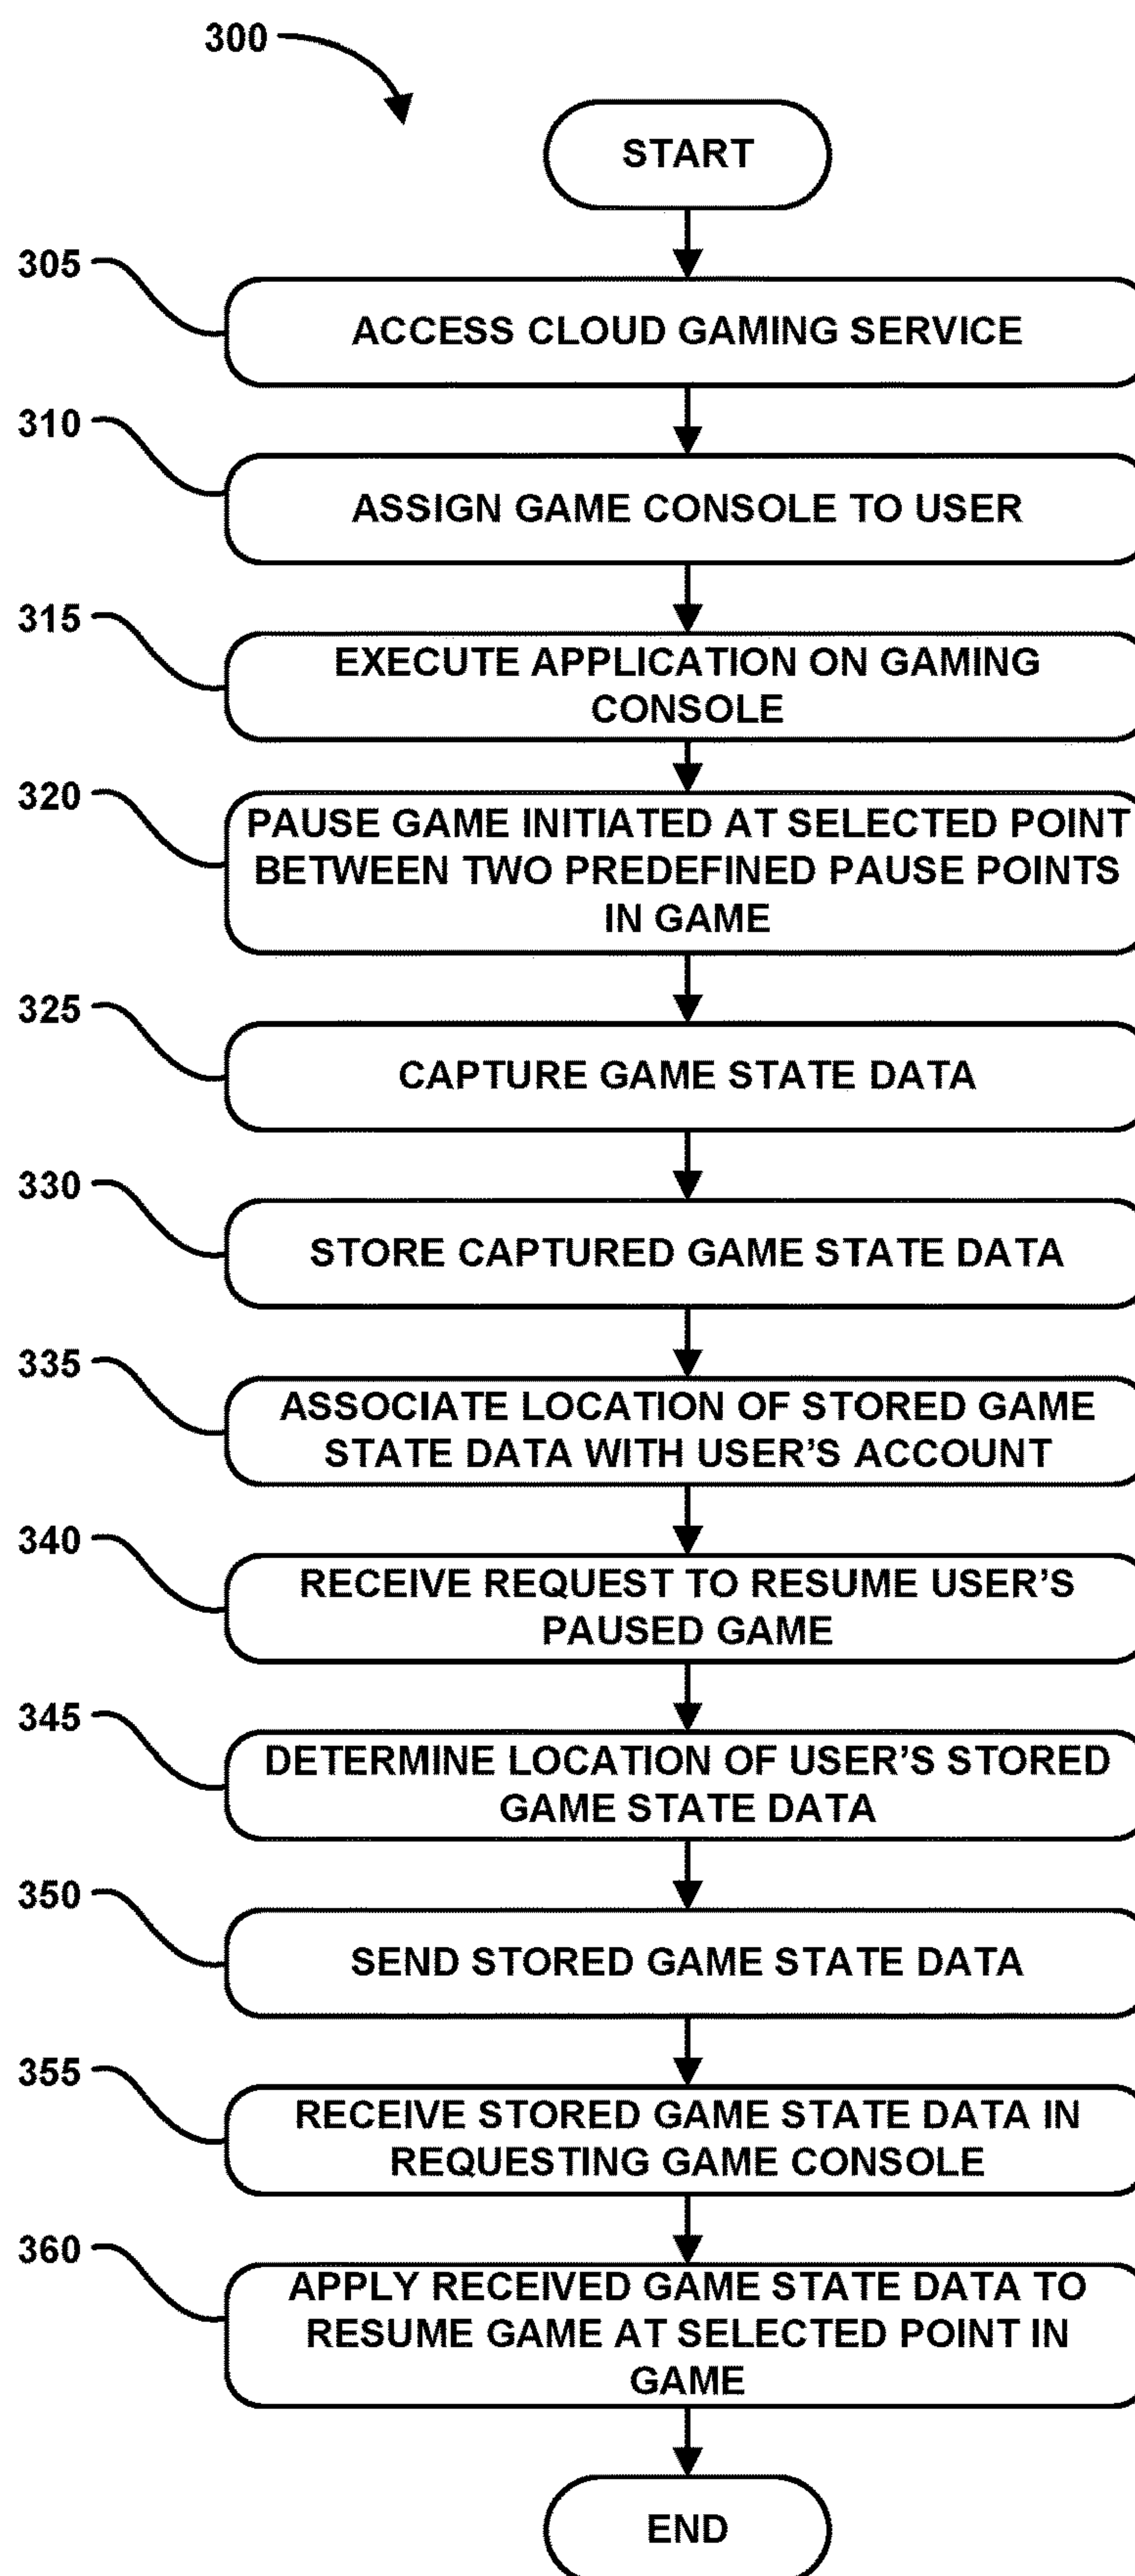 300
START
305
ACCESS CLOUD GAMING SERVICE
310
ASSIGN GAME CONSOLE TO USER
315
EXECUTE APPLICATION ON GAMING
CONSOLE
320
PAUSE GAME INITIATED AT SELECTED POINT
BETWEEN TWO PREDEFINED PAUSE POINTS
IN GAME
325
CAPTURE GAME STATE DATA
330
STORE CAPTURED GAME STATE DATA
335
ASSOCIATE LOCATION OF STORED GAME
STATE DATA WITH USER’S ACCOUNT
340
RECEIVE REQUEST TO RESUME USER’S
PAUSED GAME
345
DETERMINE LOCATION OF USER’S STORED
GAME STATE DATA
350
SEND STORED GAME STATE DATA
355
RECEIVE STORED GAME STATE DATA IN
REQUESTING GAME CONSOLE
360
APPLY RECEIVED GAME STATE DATA TO
RESUME GAME AT SELECTED POINT IN
GAME
END